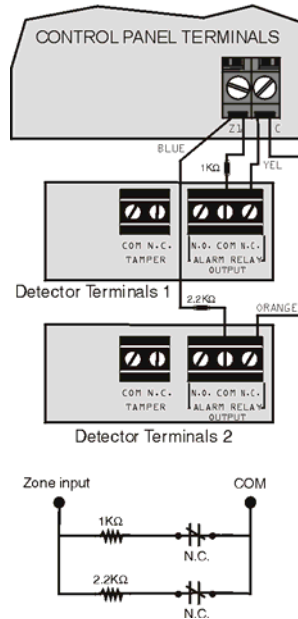 CONTROL PANEL TERMINALS
Z1 C
BLUE
1KΩ
YEL
COM N.C. N.O. COM N.C.
TAMPER ALARM RELAY
OUTPUT
Detector Terminals 1
2.2KΩ
ORANGE
COM N.C. N.O. COM N.C.
TAMPER ALARM RELAY
OUTPUT
Detector Terminals 2
Zone input COM
1KΩ
N.C.
2.2KΩ
N.C.